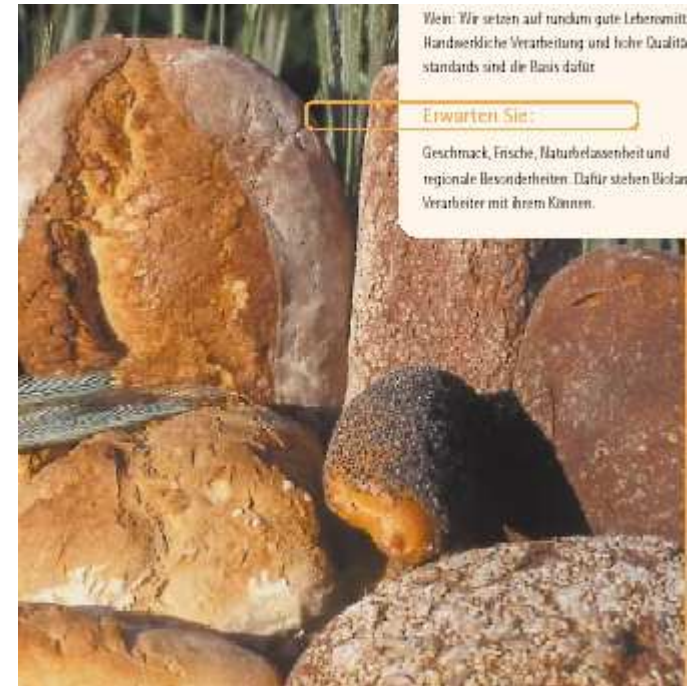 Wein: Wir setzen auf rundum gute Lebensmitt
Handwerkliche Verarbeitung und hohe Qualitä
standards sind die Basis dafür
Erwarten Sie:
Geschmack, Frische, Naturbelassenheit und
regionale Besonderheiten. Dafür stehen Biolan
Verarbeiter mit ihrem Können.